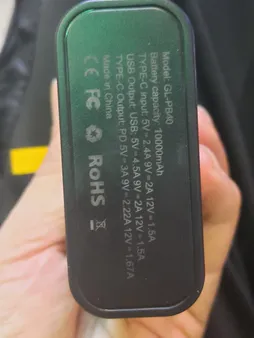 Model: GL-PB40
Battery capacity: 10000mAh
TYPE-C input: 5V=2.4A 9V=2A 12V=1.5A
USB Output: USB: 5V=4.5A 9V=2A 12V=1.5A
TYPE-C Output: PD 5V=3A 9V=2.22A 12V=1.67A
Made in China
CE FC RoHS